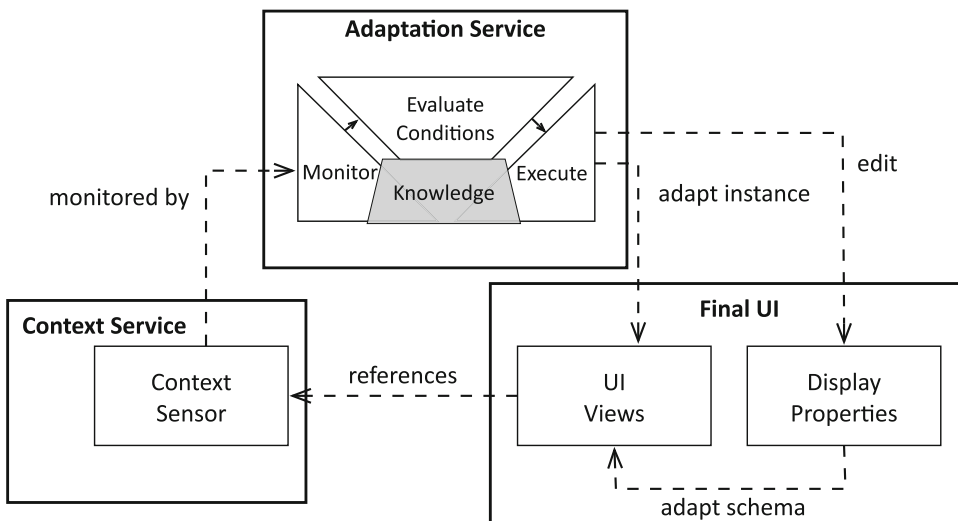 Adaptation Service
Evaluate
Conditions
Monitor
Execute
Knowledge
monitored by
adapt instance
edit
Context Service
Context
Sensor
references
Final UI
UI
Views
Display
Properties
adapt schema